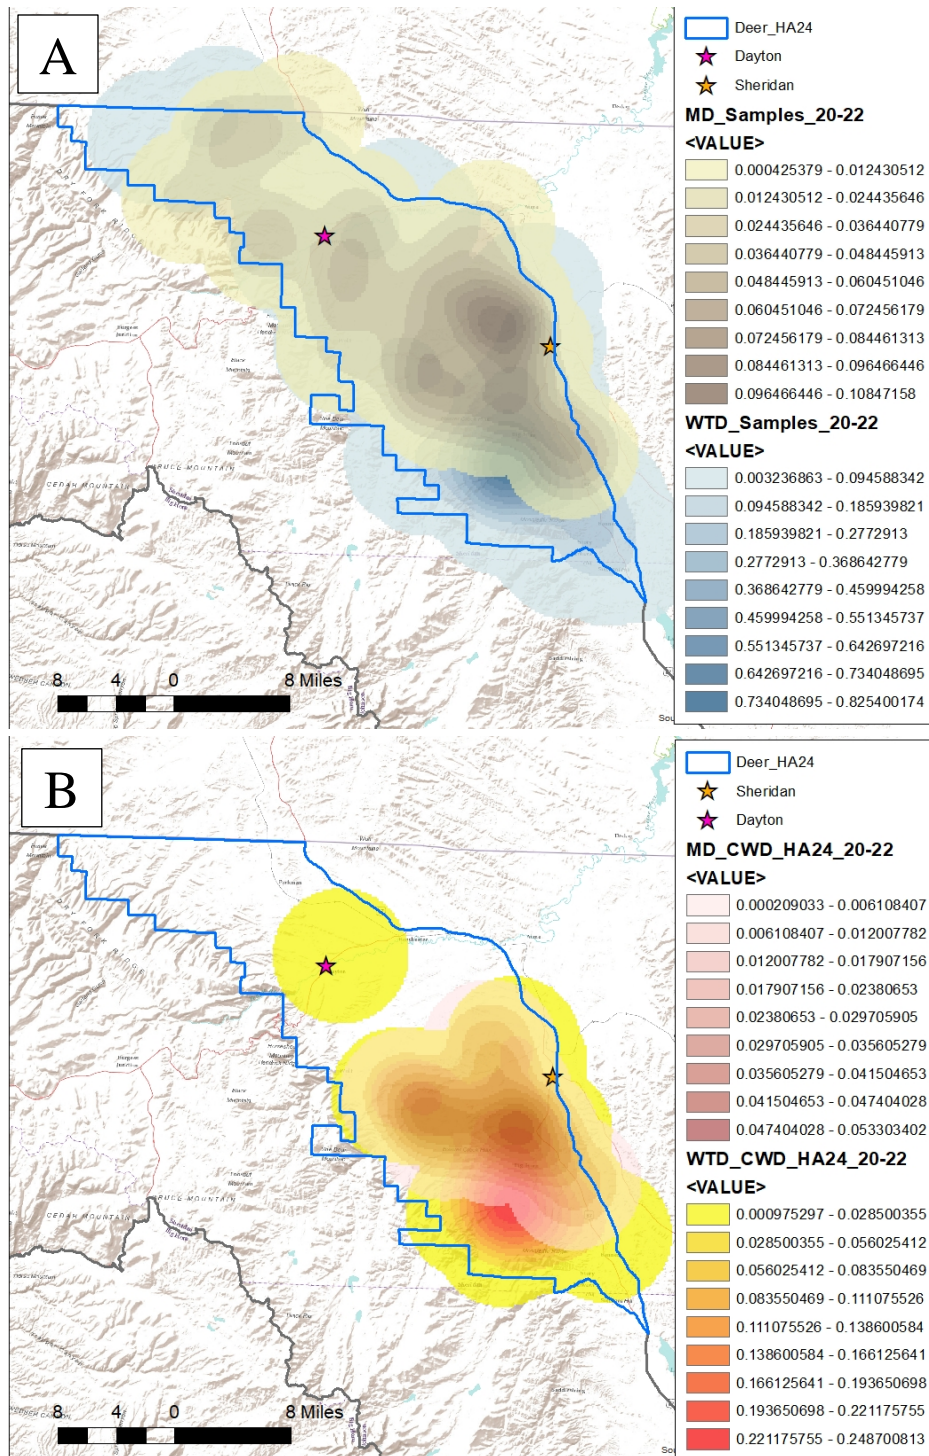 A
Deer_HA24
Dayton
Sheridan
MD_Samples_20-22
<VALUE>
0.000425379 - 0.012430512
0.012430512 - 0.024435646
0.024435646 - 0.036440779
0.036440779 - 0.048445913
0.048445913 - 0.060451046
0.060451046 - 0.072456179
0.072456179 - 0.084461313
0.084461313 - 0.096466446
0.096466446 - 0.10847158
WTD_Samples_20-22
<VALUE>
0.003236863 - 0.094588342
0.094588342 - 0.185939821
0.185939821 - 0.2772913
0.2772913 - 0.368642779
0.368642779 - 0.459994258
0.459994258 - 0.551345737
0.551345737 - 0.642697216
0.642697216 - 0.734048695
0.734048695 - 0.825400174
CEDAR MOUNTAIN
8 4 0 8 Miles
Sou
B
Deer_HA24
Sheridan
Dayton
MD_CWD_HA24_20-22
<VALUE>
0.000209033 - 0.006108407
0.006108407 - 0.012007782
0.012007782 - 0.017907156
0.017907156 - 0.02380653
0.02380653 - 0.029705905
0.029705905 - 0.035605279
0.035605279 - 0.041504653
0.041504653 - 0.047404028
0.047404028 - 0.053303402
WTD_CWD_HA24_20-22
<VALUE>
0.000975297 - 0.028500355
0.028500355 - 0.056025412
0.056025412 - 0.083550469
0.083550469 - 0.111075526
0.111075526 - 0.138600584
0.138600584 - 0.166125641
0.166125641 - 0.193650698
0.193650698 - 0.221175755
0.221175755 - 0.248700813
CEDAR MOUNTAIN
8 4 0 8 Miles
Sou